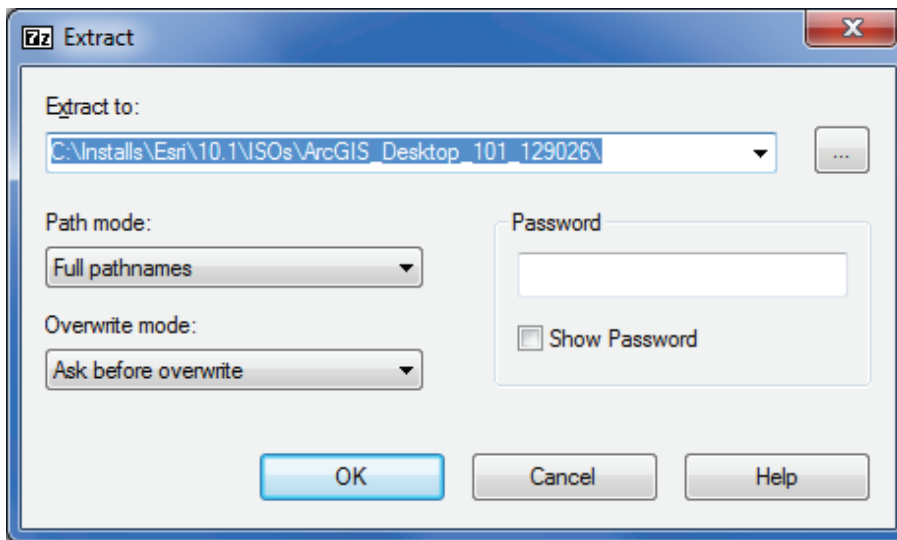 7z Extract
Extract to:
C:\Installs\Esri\10.1\ISOs\ArcGIS_Desktop_101_129026\
...
Path mode:
Password
Full pathnames
Overwrite mode:
Show Password
Ask before overwrite
OK
Cancel
Help